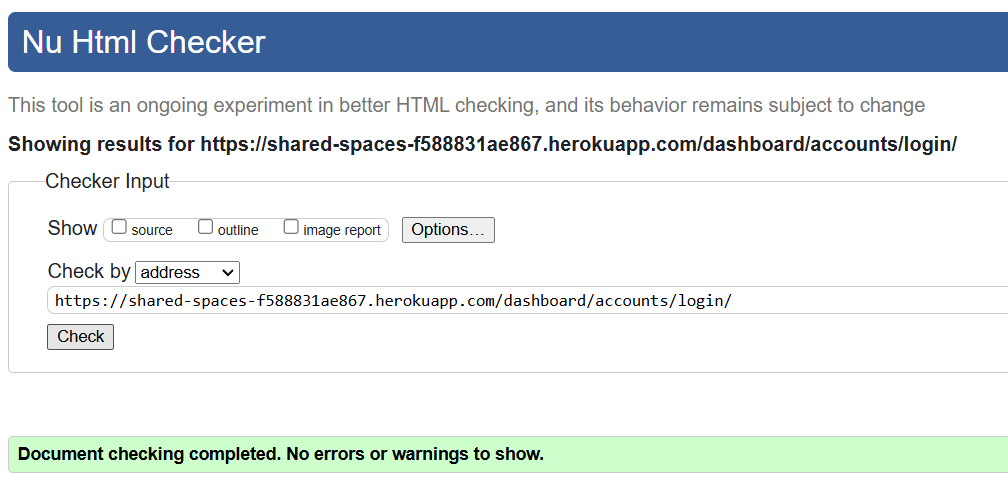 Nu Html Checker
This tool is an ongoing experiment in better HTML checking, and its behavior remains subject to change
Showing results for https://shared-spaces-f588831ae867.herokuapp.com/dashboard/accounts/login/
Checker Input
Show source outline image report Options...
Check by address
https://shared-spaces-f588831ae867.herokuapp.com/dashboard/accounts/login/
Check
Document checking completed. No errors or warnings to show.